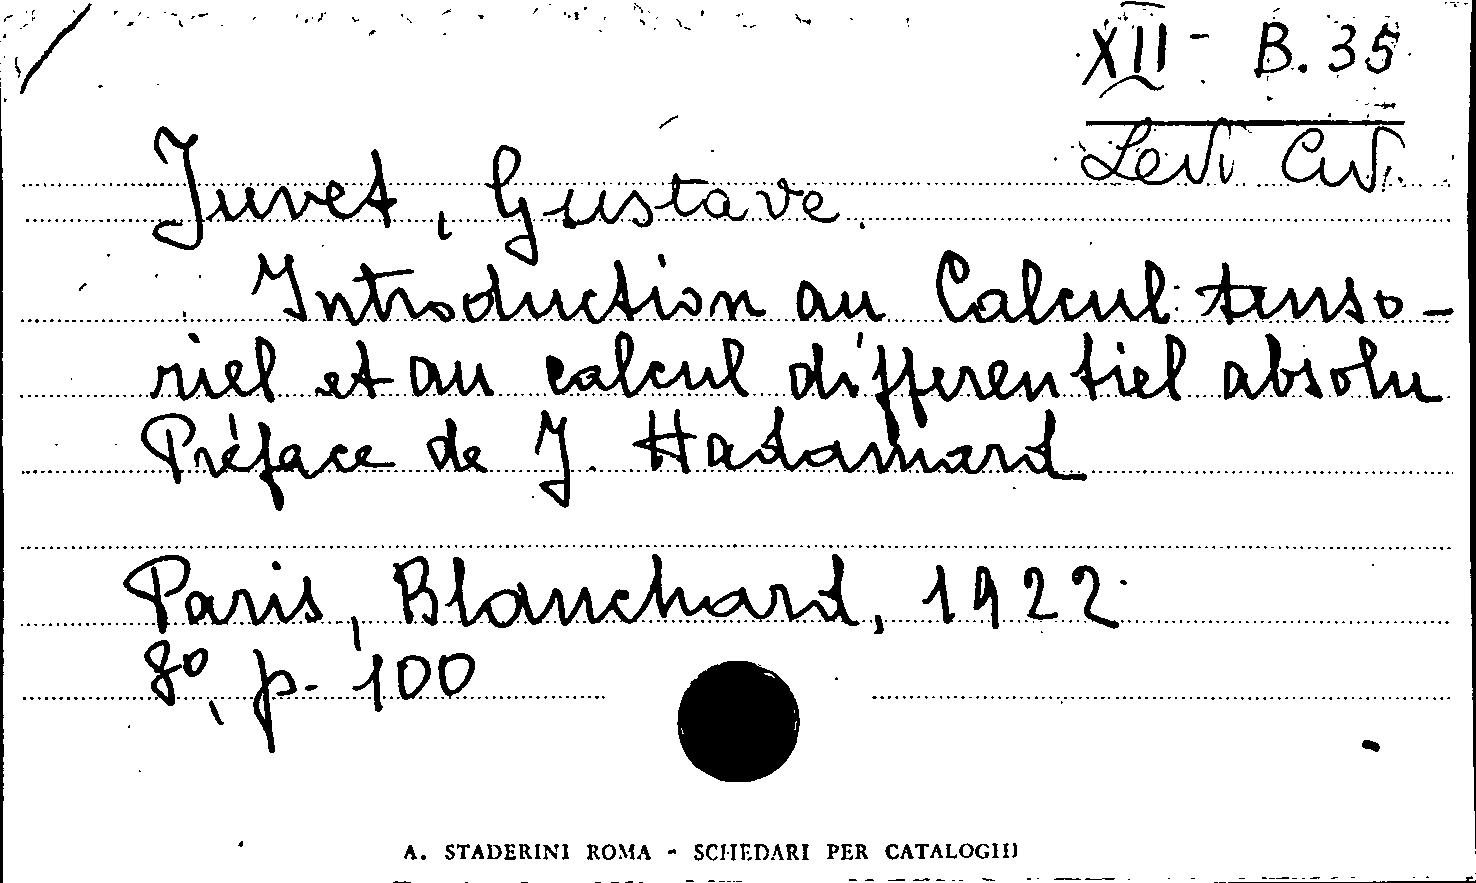 XII - B. 35
Levi Civ.
Juvet, Gustave.
Introduction au Calcul tenso-
riel et au calcul différentiel absolu
Préface de J. Hadamard
Paris, Blanchard, 1922
8º, p. 100
A. STADERINI ROMA - SCHEDARI PER CATALOGHI